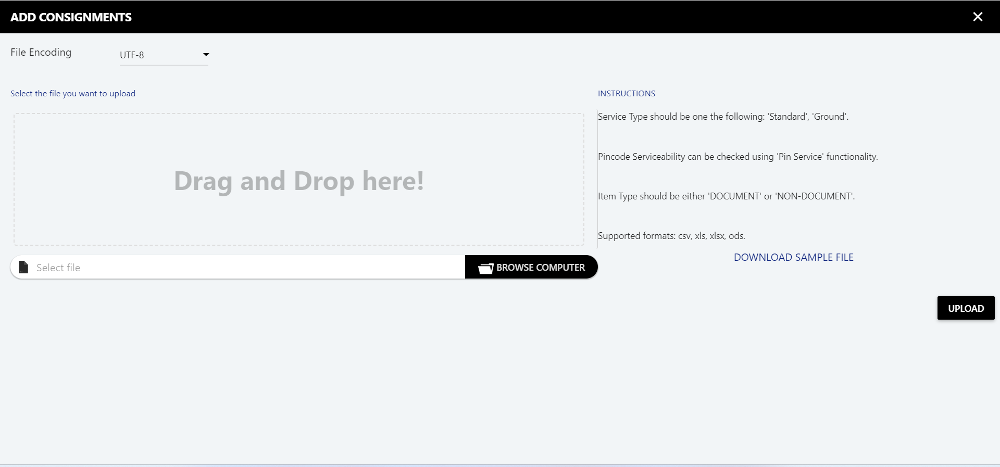 ADD CONSIGNMENTS
File Encoding
UTF-8
Select the file you want to upload
Drag and Drop here!
Select file
BROWSE COMPUTER
INSTRUCTIONS
Service Type should be one the following: 'Standard', 'Ground'.
Pincode Serviceability can be checked using 'Pin Service' functionality.
Item Type should be either 'DOCUMENT' or 'NON-DOCUMENT'.
Supported formats: csv, xls, xlsx, ods.
DOWNLOAD SAMPLE FILE
UPLOAD